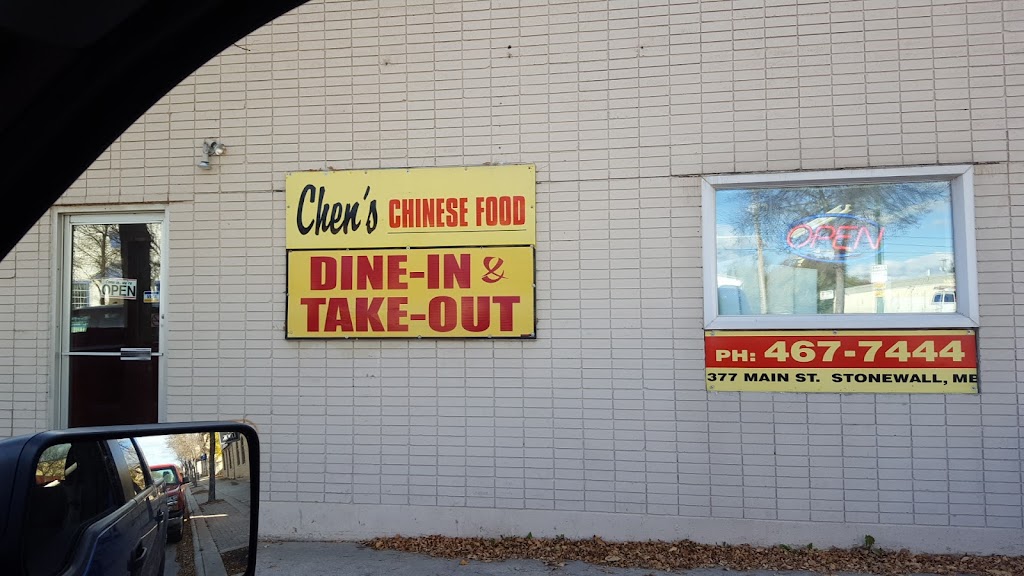 Chen's CHINESE FOOD
DINE-IN &
TAKE-OUT
OPEN
OPEN
PH: 467-7444
377 MAIN ST. STONEWALL, MB